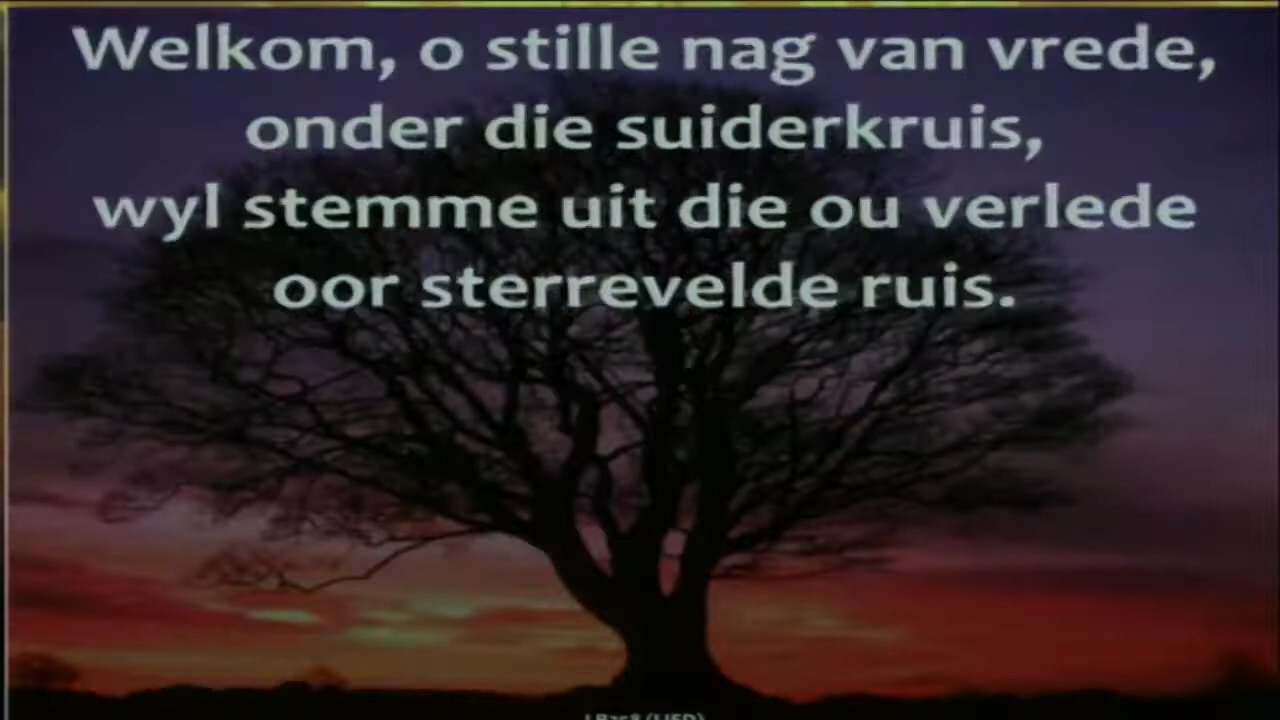 Welkom, o stille nag van vrede,
onder die suiderkruis,
wyl stemme uit die ou verlede
oor sterrevelde ruis.